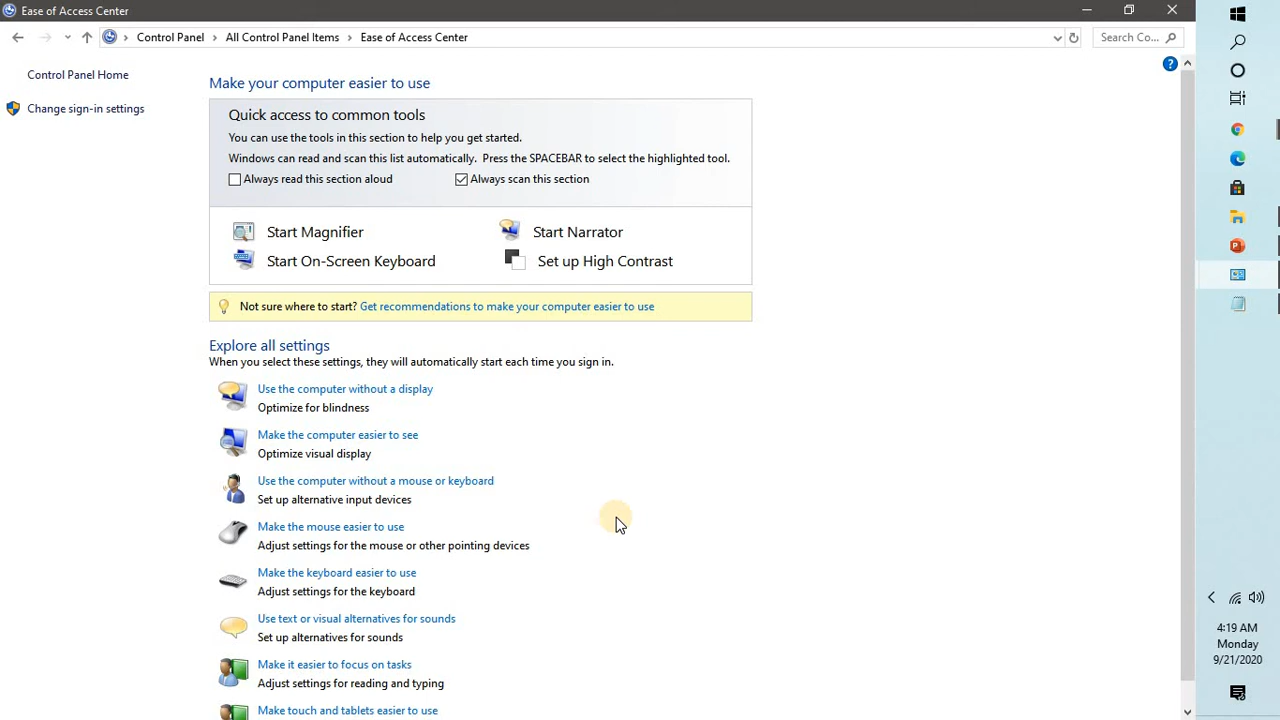 Ease of Access Center
Control Panel > All Control Panel Items > Ease of Access Center
Search Co...
Control Panel Home
Change sign-in settings
Make your computer easier to use
Quick access to common tools
You can use the tools in this section to help you get started.
Windows can read and scan this list automatically. Press the SPACEBAR to select the highlighted tool.
Always read this section aloud
Always scan this section
Start Magnifier
Start Narrator
Start On-Screen Keyboard
Set up High Contrast
Not sure where to start? Get recommendations to make your computer easier to use
Explore all settings
When you select these settings, they will automatically start each time you sign in.
Use the computer without a display
Optimize for blindness
Make the computer easier to see
Optimize visual display
Use the computer without a mouse or keyboard
Set up alternative input devices
Make the mouse easier to use
Adjust settings for the mouse or other pointing devices
Make the keyboard easier to use
Adjust settings for the keyboard
Use text or visual alternatives for sounds
Set up alternatives for sounds
Make it easier to focus on tasks
Adjust settings for reading and typing
Make touch and tablets easier to use
4:19 AM
Monday
9/21/2020